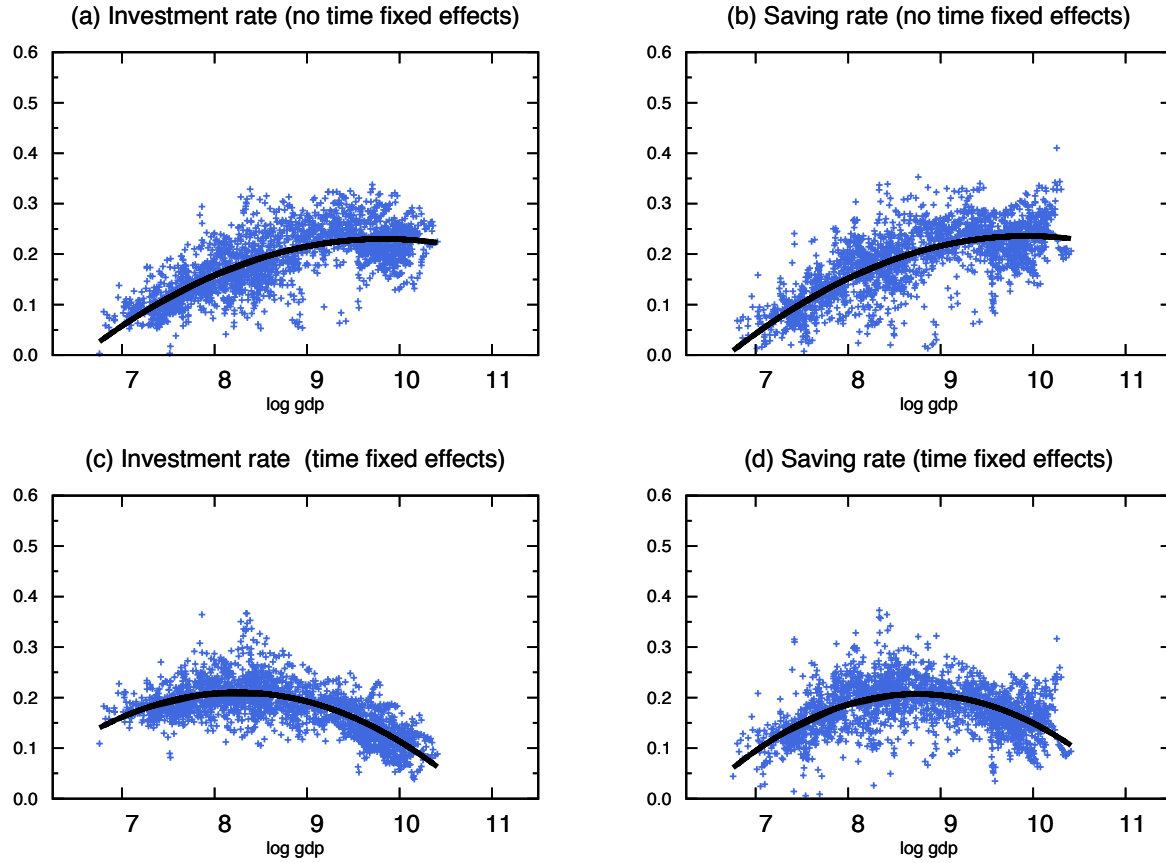 (a) Investment rate (no time fixed effects)
0.6
0.5
0.4
0.3
0.2
0.1
0.0
7 8 9 10 11
log gdp
(b) Saving rate (no time fixed effects)
0.6
0.5
0.4
0.3
0.2
0.1
0.0
7 8 9 10 11
log gdp
(c) Investment rate (time fixed effects)
0.6
0.5
0.4
0.3
0.2
0.1
0.0
7 8 9 10 11
log gdp
(d) Saving rate (time fixed effects)
0.6
0.5
0.4
0.3
0.2
0.1
0.0
7 8 9 10 11
log gdp